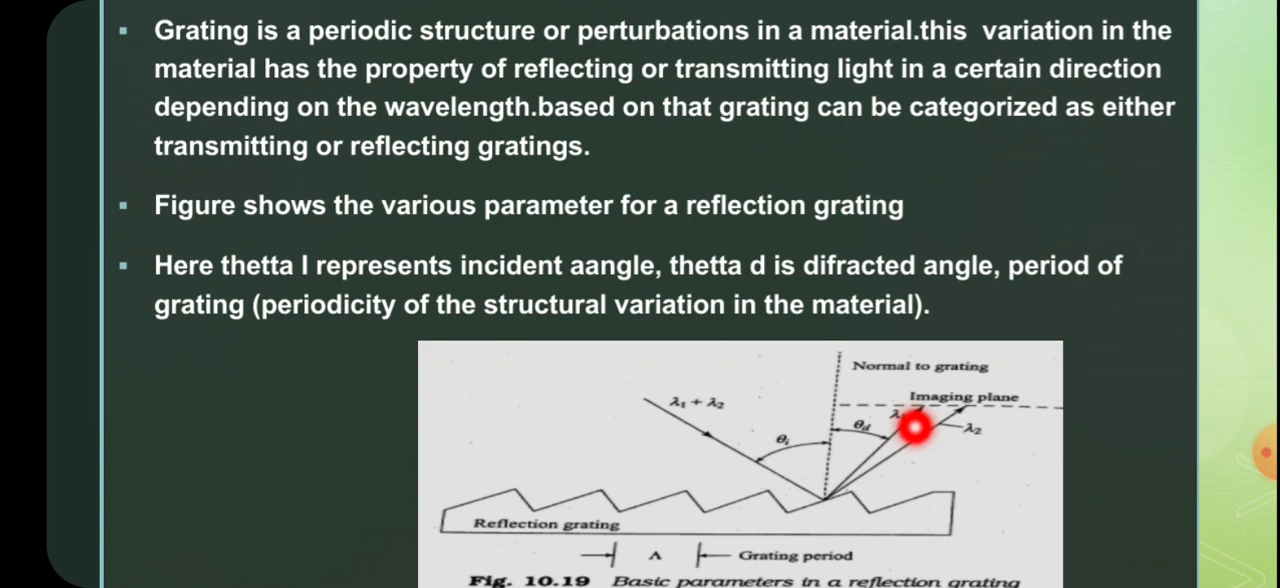 Grating is a periodic structure or perturbations in a material.this variation in the
material has the property of reflecting or transmitting light in a certain direction
depending on the wavelength.based on that grating can be categorized as either
transmitting or reflecting gratings.
Figure shows the various parameter for a reflection grating
Here thetta I represents incident aangle, thetta d is difracted angle, period of
grating (periodicity of the structural variation in the material).
Normal to grating
Imaging plane
λ₁ + λ₂
θᵢ
θd
λ₂
Reflection grating
Λ
Grating period
Fig. 10.19 Basic parameters in a reflection grating